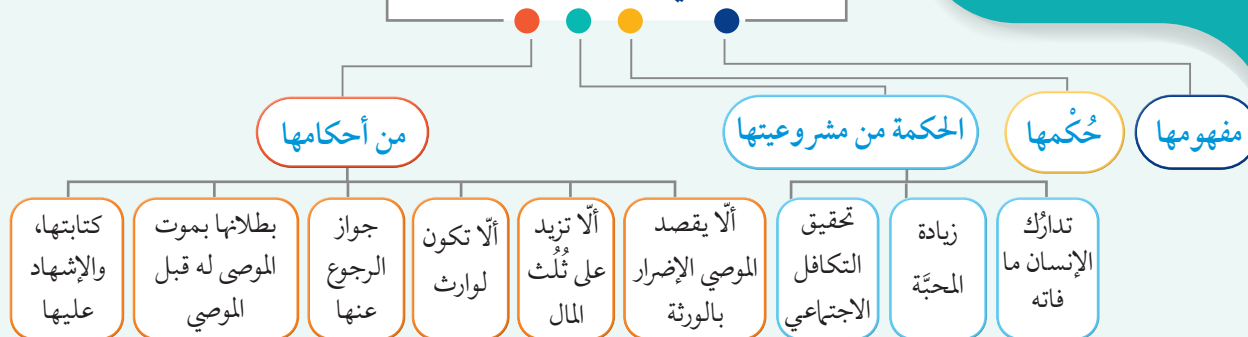 مفهومها
حُكْمها
الحكمة من مشروعيتها
من أحكامها
تدارُك
الإنسان ما
فاته
زيادة
المحبَّة
تحقيق
التكافل
الاجتماعي
ألّا يقصد
الموصي الإضرار
بالورثة
ألّا تزيد
على ثُلُث
المال
ألّا تكون
لوارث
جواز
الرجوع
عنها
بطلانها بموت
الموصى له قبل
الموصي
كتابتها،
والإشهاد
عليها